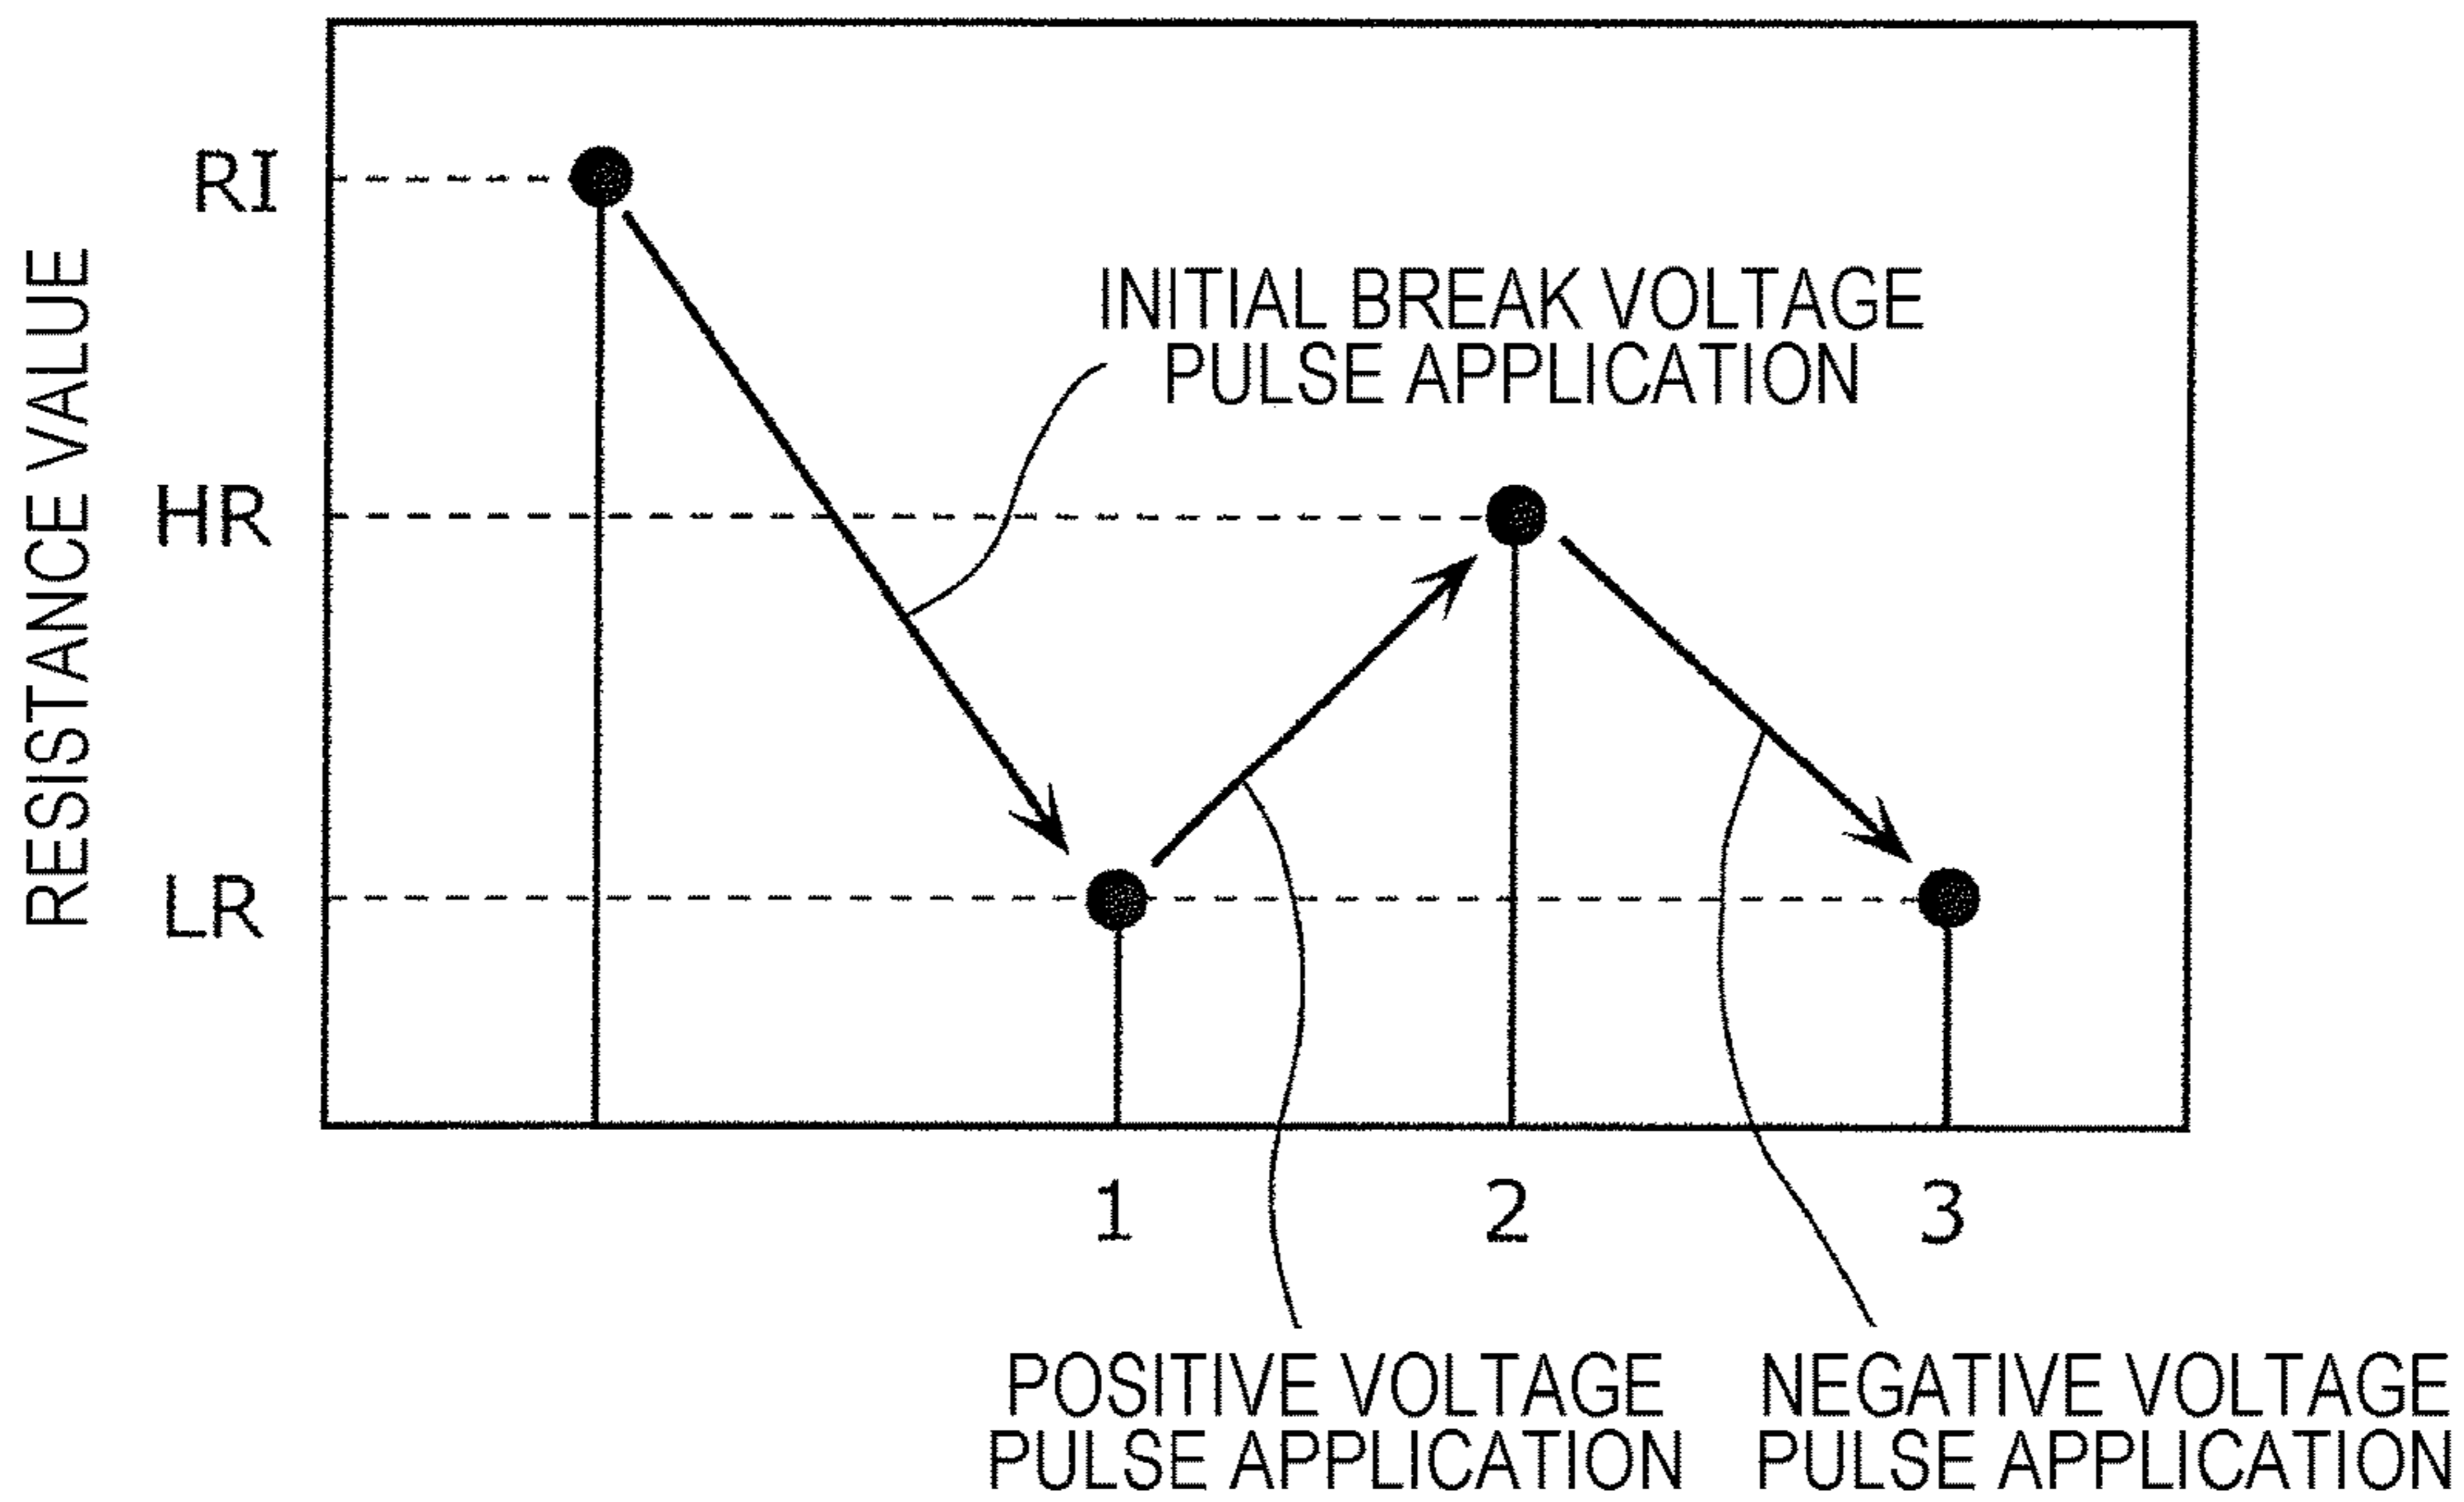 RI
INITIAL BREAK VOLTAGE
PULSE APPLICATION
RESISTANCE VALUE
HR
LR
1 2 3
POSITIVE VOLTAGE
PULSE APPLICATION
NEGATIVE VOLTAGE
PULSE APPLICATION